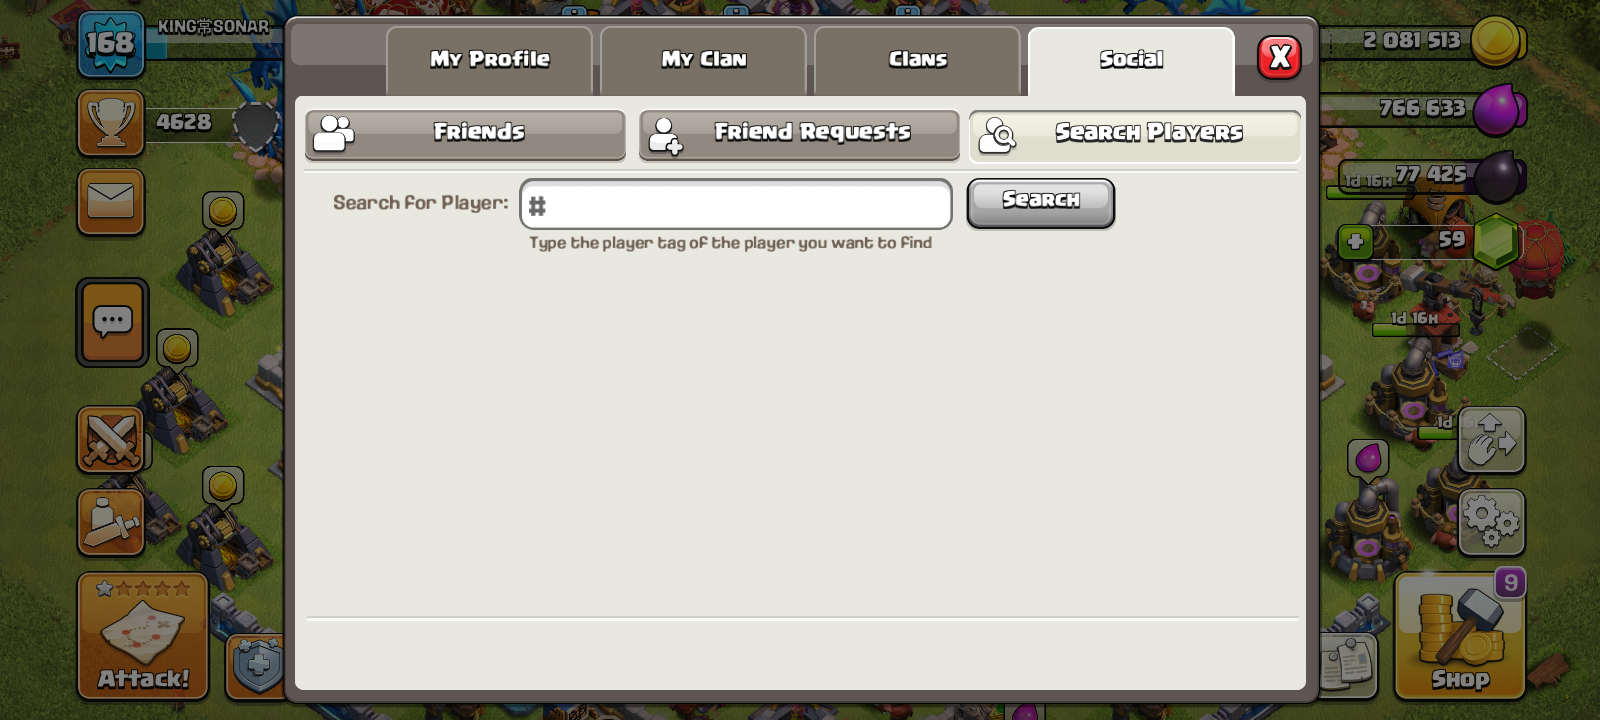 168
KING常SONAR
My Profile
My Clan
Clans
Social
X
2 081 513
4628
Friends
Friend Requests
Search Players
766 633
Search for Player:
#
Search
Type the player tag of the player you want to find
1d 16H
77 425
59
1d 16H
1d
9
Attack!
Shop